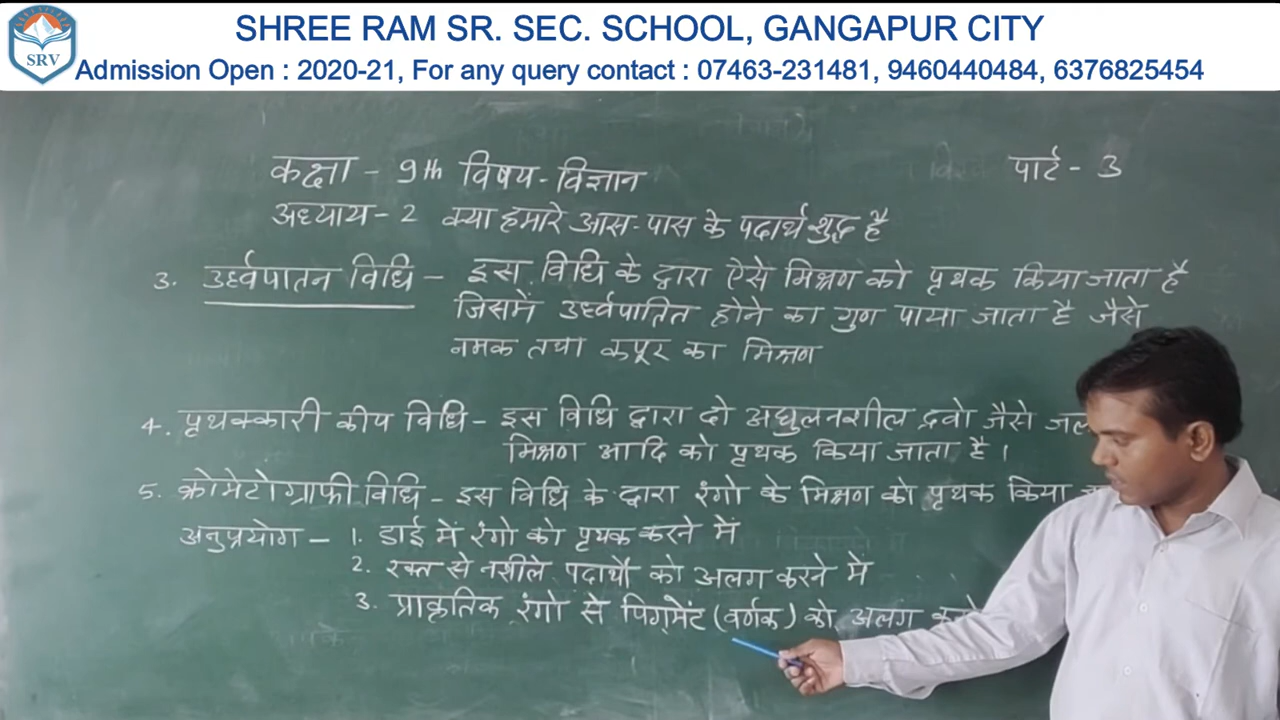 SHREE RAM SR. SEC. SCHOOL, GANGAPUR CITY
SRV
Admission Open : 2020-21, For any query contact : 07463-231481, 9460440484, 6376825454
कक्षा - 9th विषय - विज्ञान
पार्ट - 3
अध्याय - 2 क्या हमारे आस-पास के पदार्थ शुद्ध है
3. उर्ध्वपातन विधि - इस विधि के द्वारा ऐसे मिश्रण को पृथक किया जाता है
जिसमें उर्ध्वपातित होने का गुण पाया जाता है जैसे
नमक तथा कपूर का मिश्रण
4. पृथक्कारी कीप विधि - इस विधि द्वारा दो अघुलनशील द्रवो जैसे जल
मिश्रण आदि को पृथक किया जाता है ।
5. क्रोमेटोग्राफी विधि - इस विधि के द्वारा रंगो के मिश्रण को पृथक किया
अनुप्रयोग - 1. डाई में रंगो को पृथक करने में
2. रक्त से नशीले पदार्थो को अलग करने में
3. प्राकृतिक रंगो से पिगमेंट (वर्णक) को अलग